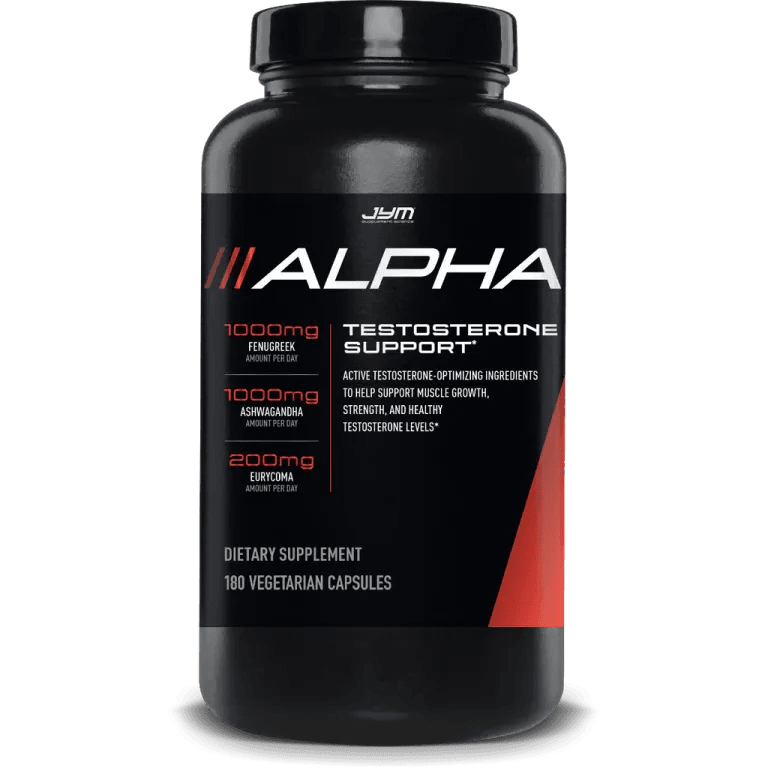 JYM
SUPPLEMENT SCIENCE
///ALPHA
1000mg
FENUGREEK
AMOUNT PER DAY
1000mg
ASHWAGANDHA
AMOUNT PER DAY
200mg
EURYCOMA
AMOUNT PER DAY
TESTOSTERONE
SUPPORT*
ACTIVE TESTOSTERONE-OPTIMIZING INGREDIENTS
TO HELP SUPPORT MUSCLE GROWTH,
STRENGTH, AND HEALTHY
TESTOSTERONE LEVELS*
DIETARY SUPPLEMENT
180 VEGETARIAN CAPSULES